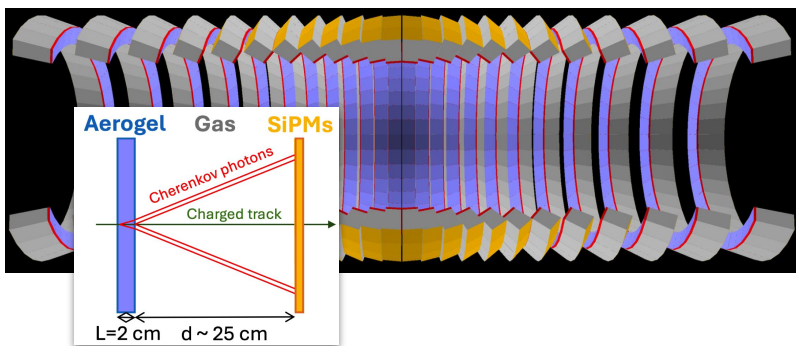 Aerogel Gas SiPMs
Cherenkov photons
Charged track
L=2 cm d ~ 25 cm